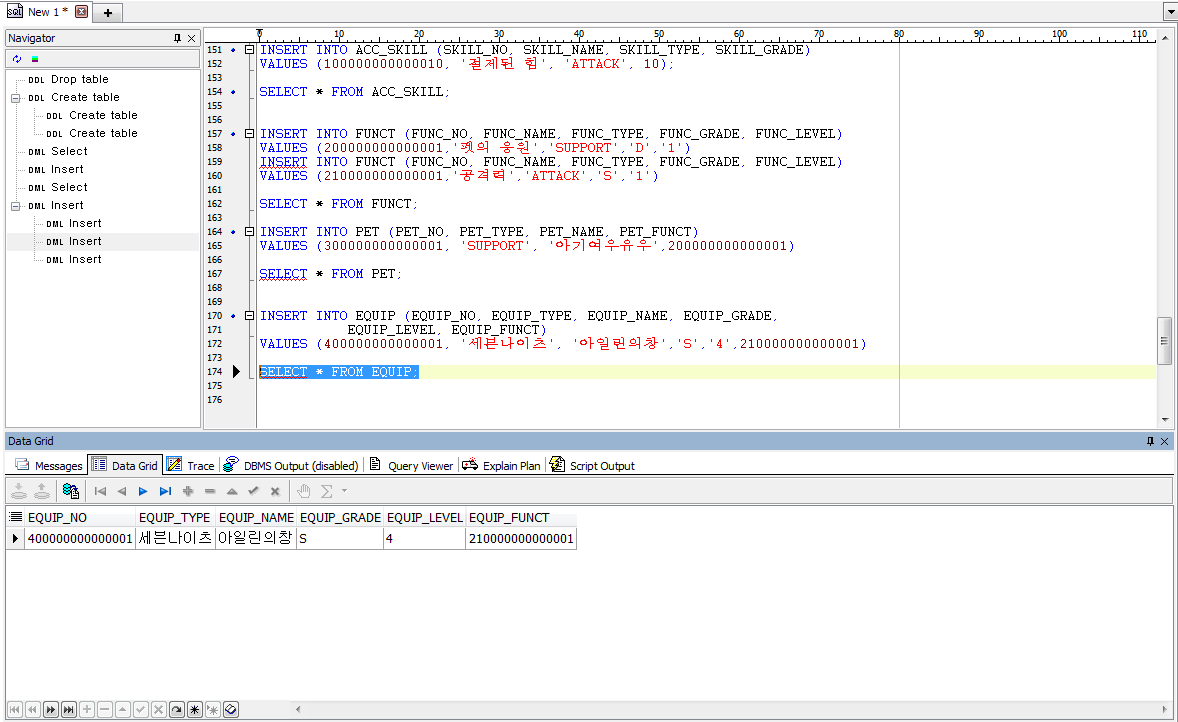 New 1 *
Navigator
DDL Drop table
DDL Create table
DDL Create table
DDL Create table
DML Select
DML Insert
DML Select
DML Insert
DML Insert
DML Insert
DML Insert
0 10 20 30 40 50 60 70 80 90 100 110
151 INSERT INTO ACC_SKILL (SKILL_NO, SKILL_NAME, SKILL_TYPE, SKILL_GRADE)
152 VALUES (100000000000010, '절제된 힘', 'ATTACK', 10);
153
154 SELECT * FROM ACC_SKILL;
155
156
157 INSERT INTO FUNCT (FUNC_NO, FUNC_NAME, FUNC_TYPE, FUNC_GRADE, FUNC_LEVEL)
158 VALUES (200000000000001,'펫의 응원','SUPPORT','D','1')
159 INSERT INTO FUNCT (FUNC_NO, FUNC_NAME, FUNC_TYPE, FUNC_GRADE, FUNC_LEVEL)
160 VALUES (210000000000001,'공격력','ATTACK','S','1')
161
162 SELECT * FROM FUNCT;
163
164 INSERT INTO PET (PET_NO, PET_TYPE, PET_NAME, PET_FUNCT)
165 VALUES (300000000000001, 'SUPPORT', '아기여우유우',200000000000001)
166
167 SELECT * FROM PET;
168
169
170 INSERT INTO EQUIP (EQUIP_NO, EQUIP_TYPE, EQUIP_NAME, EQUIP_GRADE,
171 EQUIP_LEVEL, EQUIP_FUNCT)
172 VALUES (400000000000001, '세븐나이츠', '아일린의창','S','4',210000000000001)
173
174 SELECT * FROM EQUIP;
175
176
Data Grid
Messages Data Grid Trace DBMS Output (disabled) Query Viewer Explain Plan Script Output
EQUIP_NO EQUIP_TYPE EQUIP_NAME EQUIP_GRADE EQUIP_LEVEL EQUIP_FUNCT
400000000000001 세븐나이츠 아일린의창 S 4 210000000000001